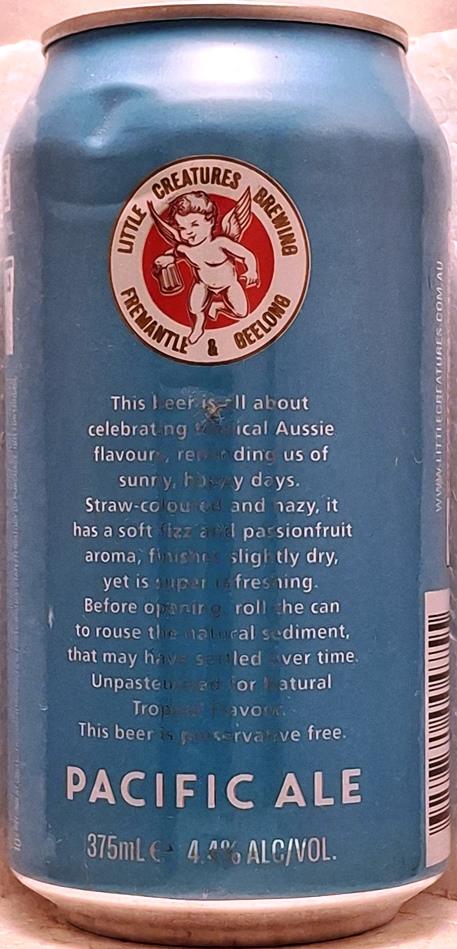 LITTLE CREATURES BREWING
FREMANTLE & GEELONG
This beer is all about
celebrating tropical Aussie
flavours, reminding us of
sunny, happy days.
Straw-coloured and hazy, it
has a soft fizz and passionfruit
aroma, finishes slightly dry,
yet is super refreshing.
Before opening, roll the can
to rouse the natural sediment,
that may have settled over time.
Unpasteurised for Natural
Tropical Flavour.
This beer is preservative free.
PACIFIC ALE
375mL e 4.4% ALC/VOL.
WWW.LITTLECREATURES.COM.AU